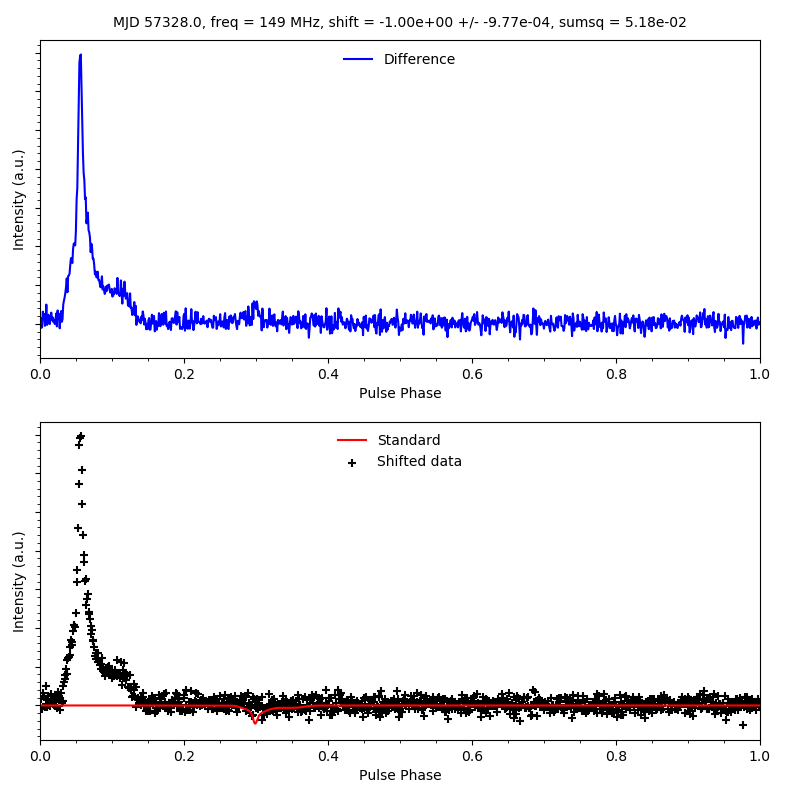 MJD 57328.0, freq = 149 MHz, shift = -1.00e+00 +/- -9.77e-04, sumsq = 5.18e-02
Difference
Intensity (a.u.)
0.0 0.2 0.4 0.6 0.8 1.0
Pulse Phase
Standard
Shifted data
Intensity (a.u.)
0.0 0.2 0.4 0.6 0.8 1.0
Pulse Phase